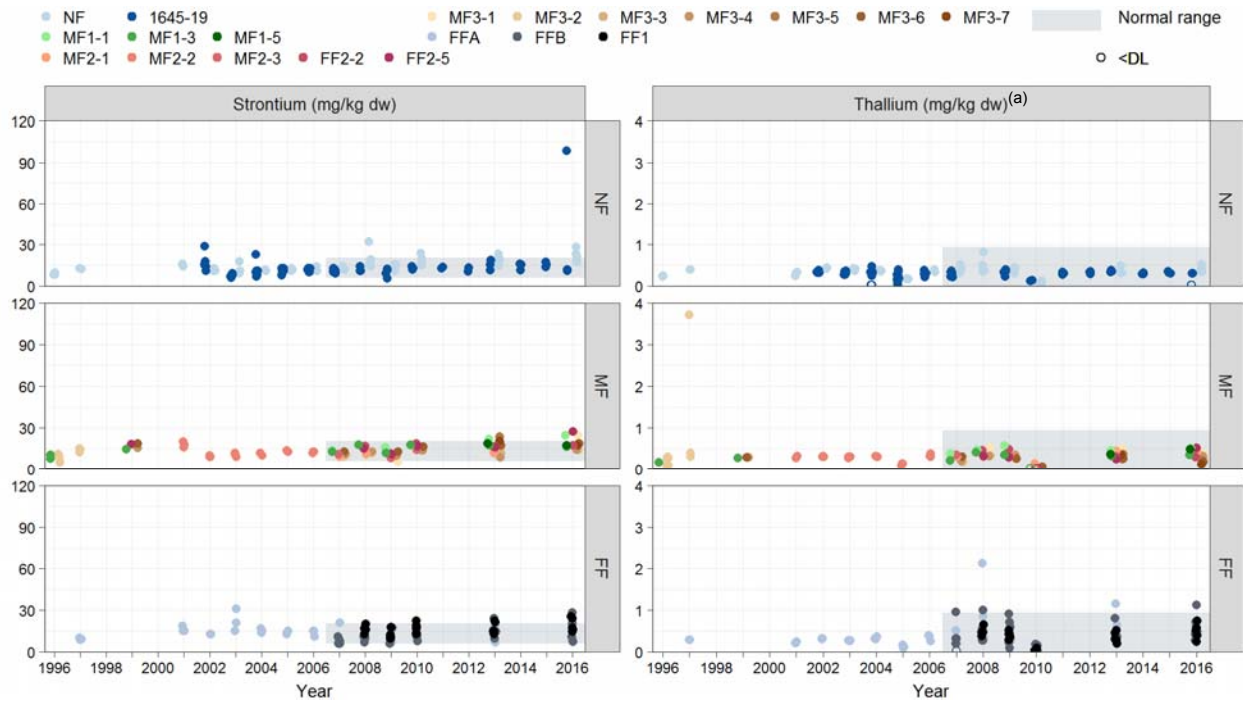 NF 1645-19 MF3-1 MF3-2 MF3-3 MF3-4 MF3-5 MF3-6 MF3-7 Normal range
MF1-1 MF1-3 MF1-5 FFA FFB FF1
MF2-1 MF2-2 MF2-3 FF2-2 FF2-5 <DL
Strontium (mg/kg dw) Thallium (mg/kg dw)(a)
120 4
90 3
60 NF 2 NF
30 1
0 0
120 4
90 3
60 MF 2 MF
30 1
0 0
120 4
90 3
60 FF 2 FF
30 1
0 0
1996 1998 2000 2002 2004 2006 2008 2010 2012 2014 2016 1996 1998 2000 2002 2004 2006 2008 2010 2012 2014 2016
Year Year